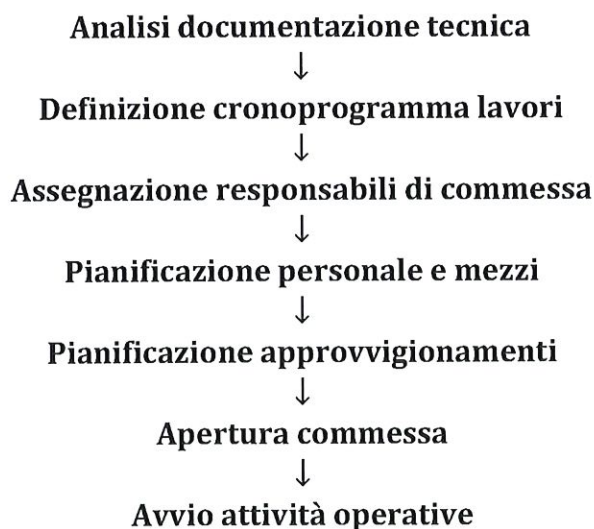 Analisi documentazione tecnica
↓
Definizione cronoprogramma lavori
↓
Assegnazione responsabili di commessa
↓
Pianificazione personale e mezzi
↓
Pianificazione approvvigionamenti
↓
Apertura commessa
↓
Avvio attività operative